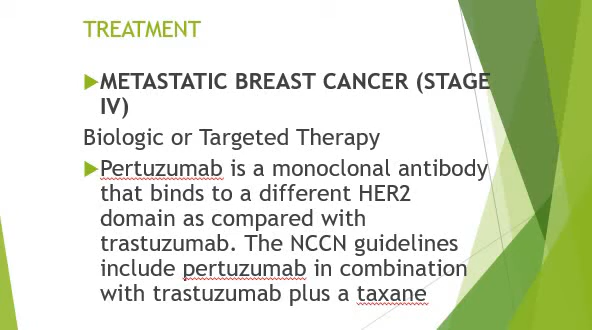 TREATMENT
METASTATIC BREAST CANCER (STAGE
IV)
Biologic or Targeted Therapy
Pertuzumab is a monoclonal antibody
that binds to a different HER2
domain as compared with
trastuzumab. The NCCN guidelines
include pertuzumab in combination
with trastuzumab plus a taxane